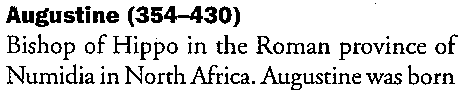 Augustine (354–430)
Bishop of Hippo in the Roman province of
Numidia in North Africa. Augustine was born